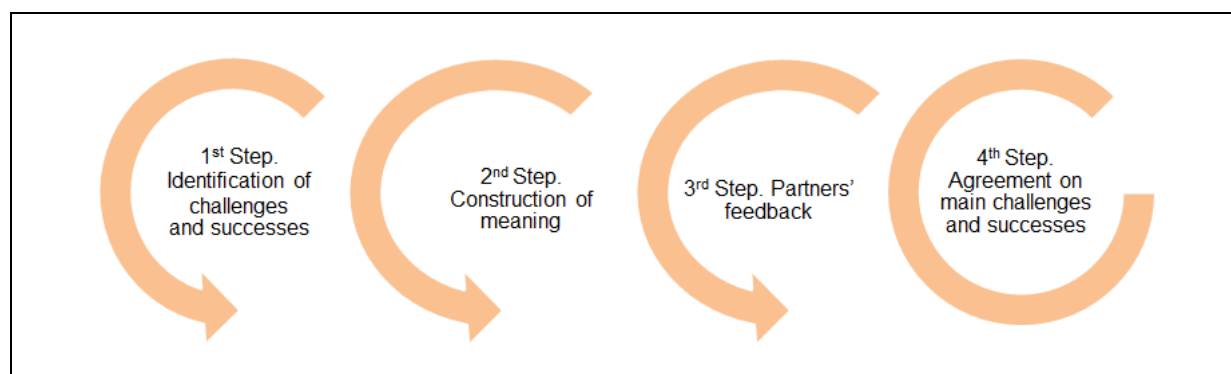 1st Step.
Identification of
challenges
and successes
2nd Step.
Construction of
meaning
3rd Step. Partners’
feedback
4th Step.
Agreement on
main challenges
and successes